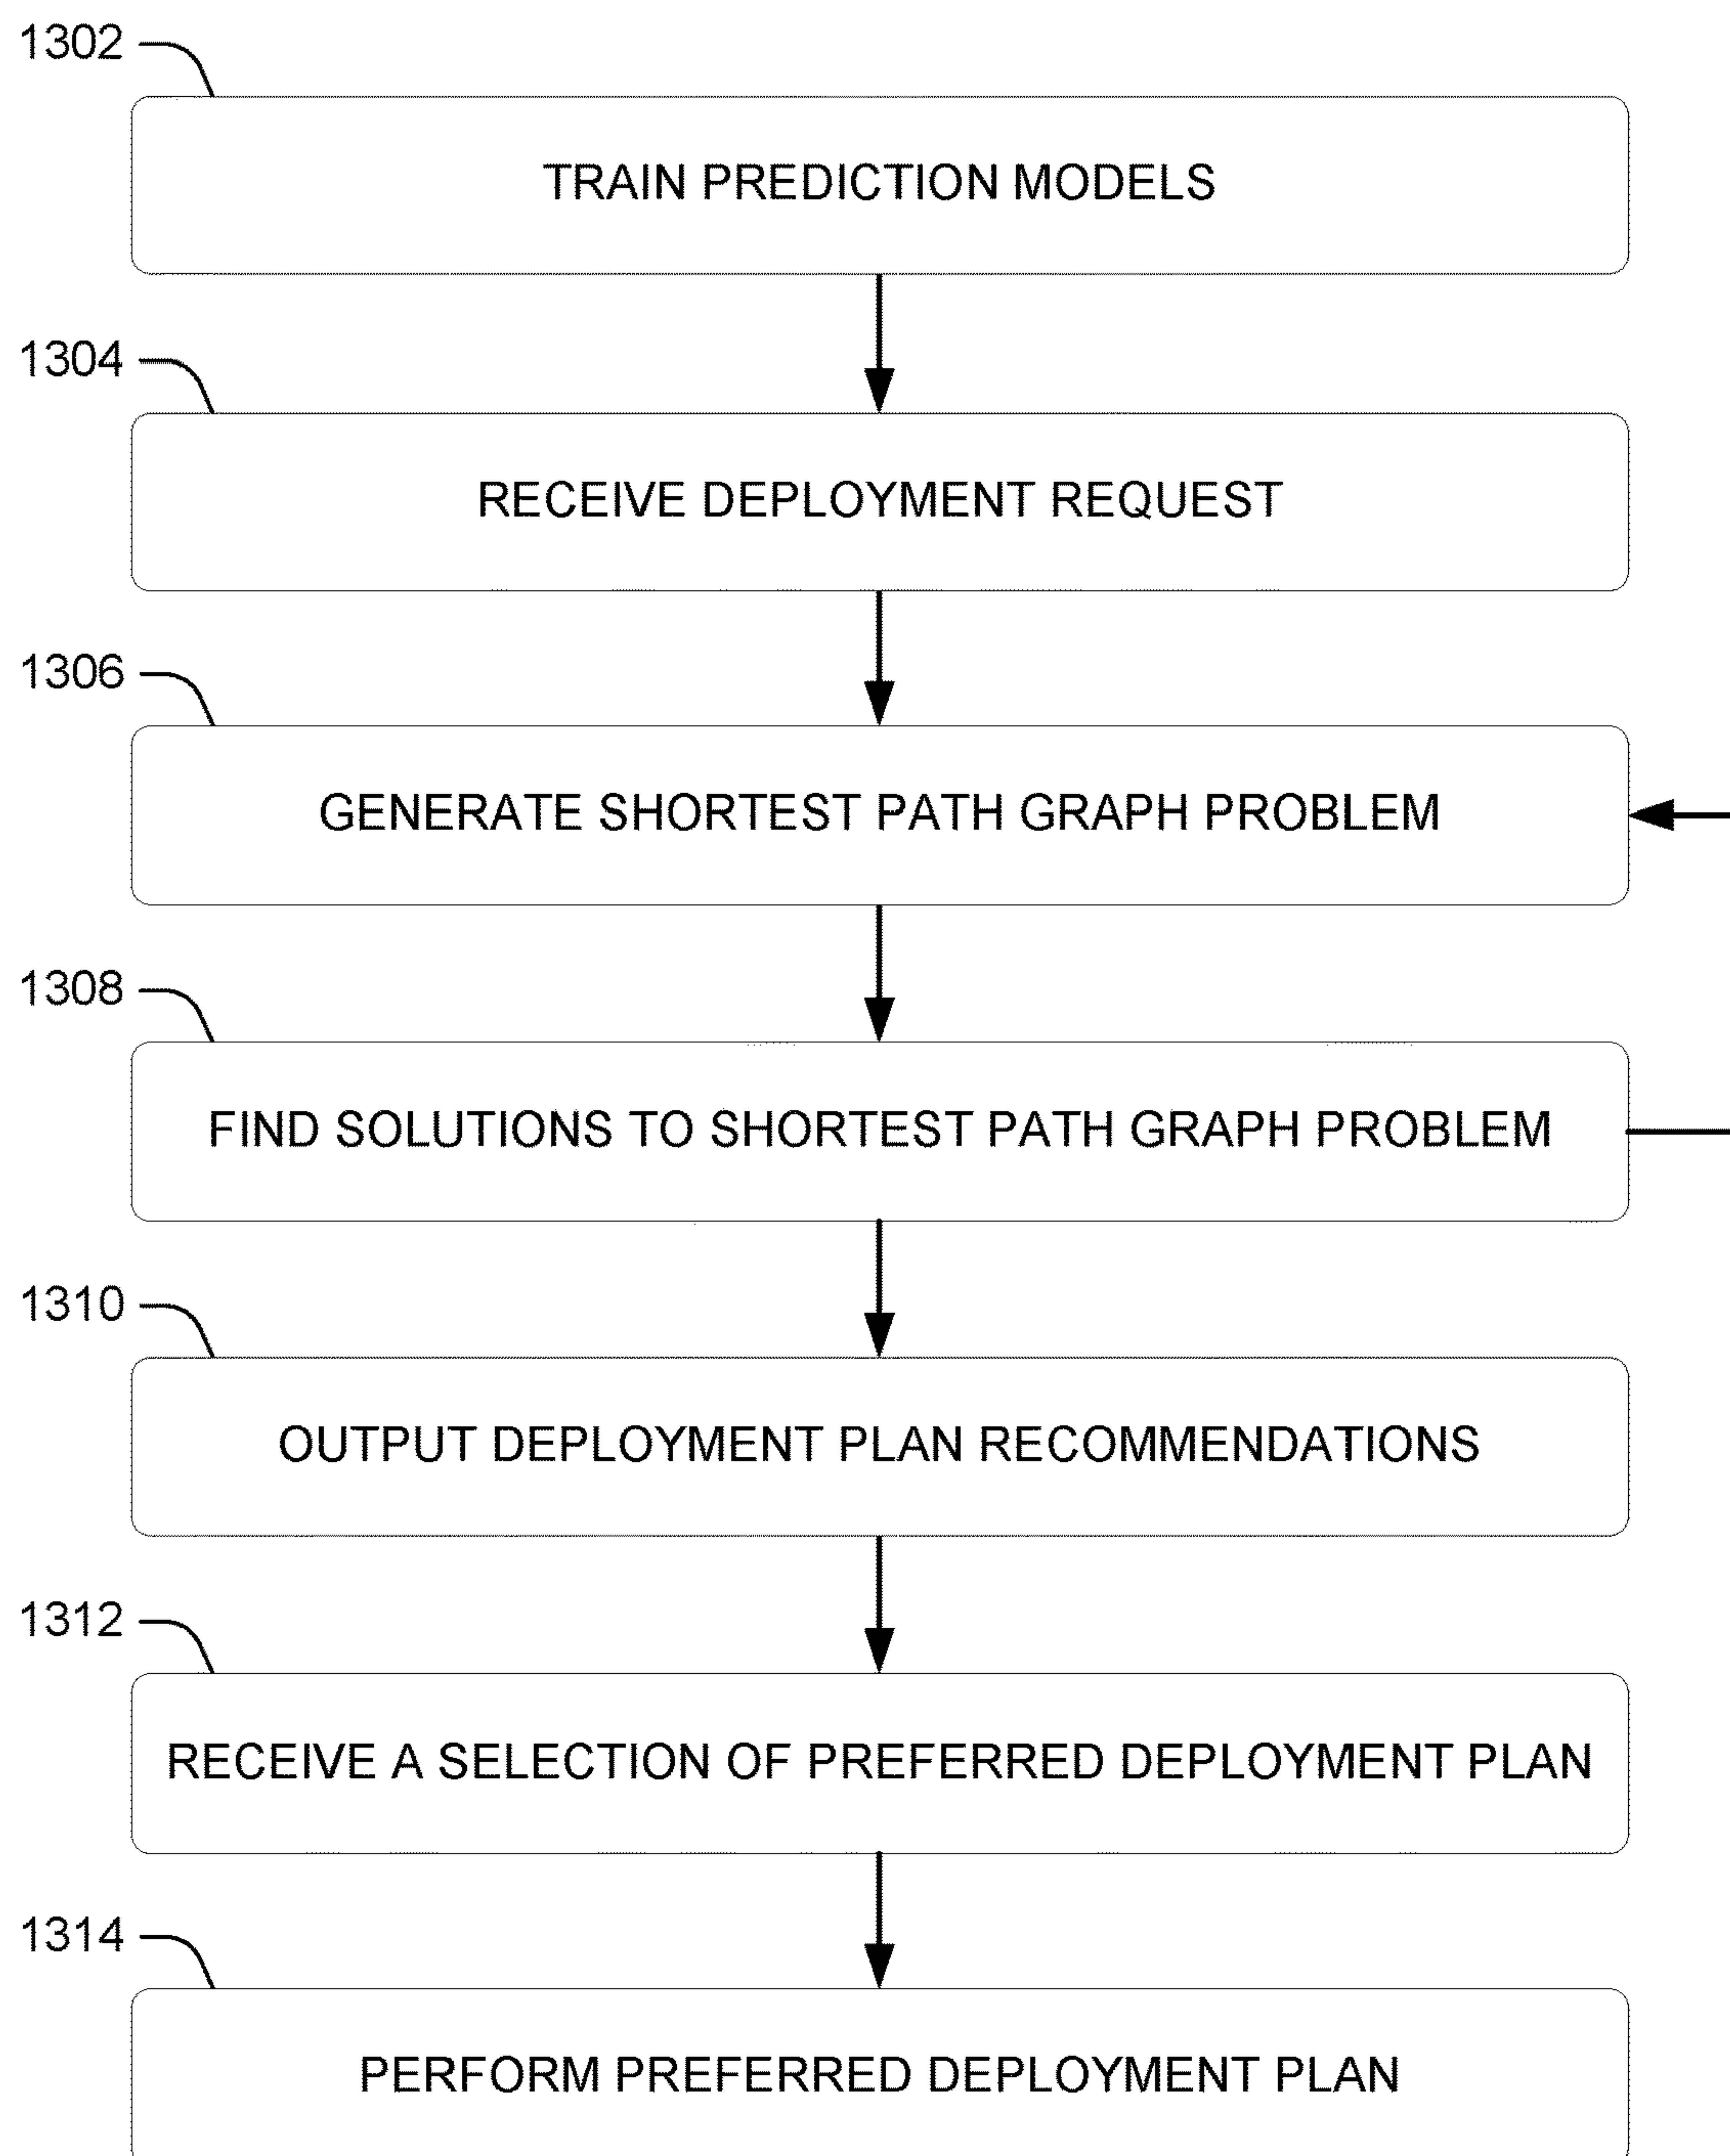 1302
TRAIN PREDICTION MODELS
1304
RECEIVE DEPLOYMENT REQUEST
1306
GENERATE SHORTEST PATH GRAPH PROBLEM
1308
FIND SOLUTIONS TO SHORTEST PATH GRAPH PROBLEM
1310
OUTPUT DEPLOYMENT PLAN RECOMMENDATIONS
1312
RECEIVE A SELECTION OF PREFERRED DEPLOYMENT PLAN
1314
PERFORM PREFERRED DEPLOYMENT PLAN